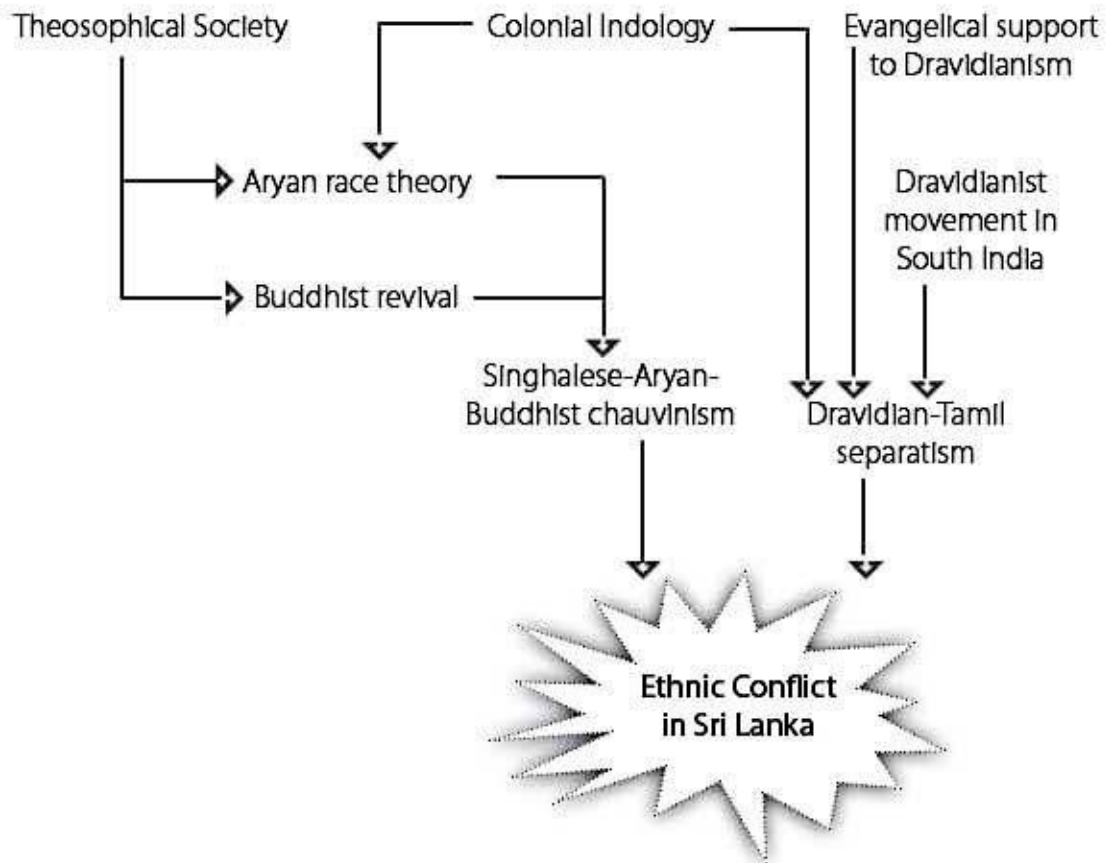 Theosophical Society
Colonial Indology
Evangelical support
to Dravidianism
Aryan race theory
Dravidianist
movement in
South India
Buddhist revival
Singhalese-Aryan-
Buddhist chauvinism
Dravidian-Tamil
separatism
Ethnic Conflict
in Sri Lanka